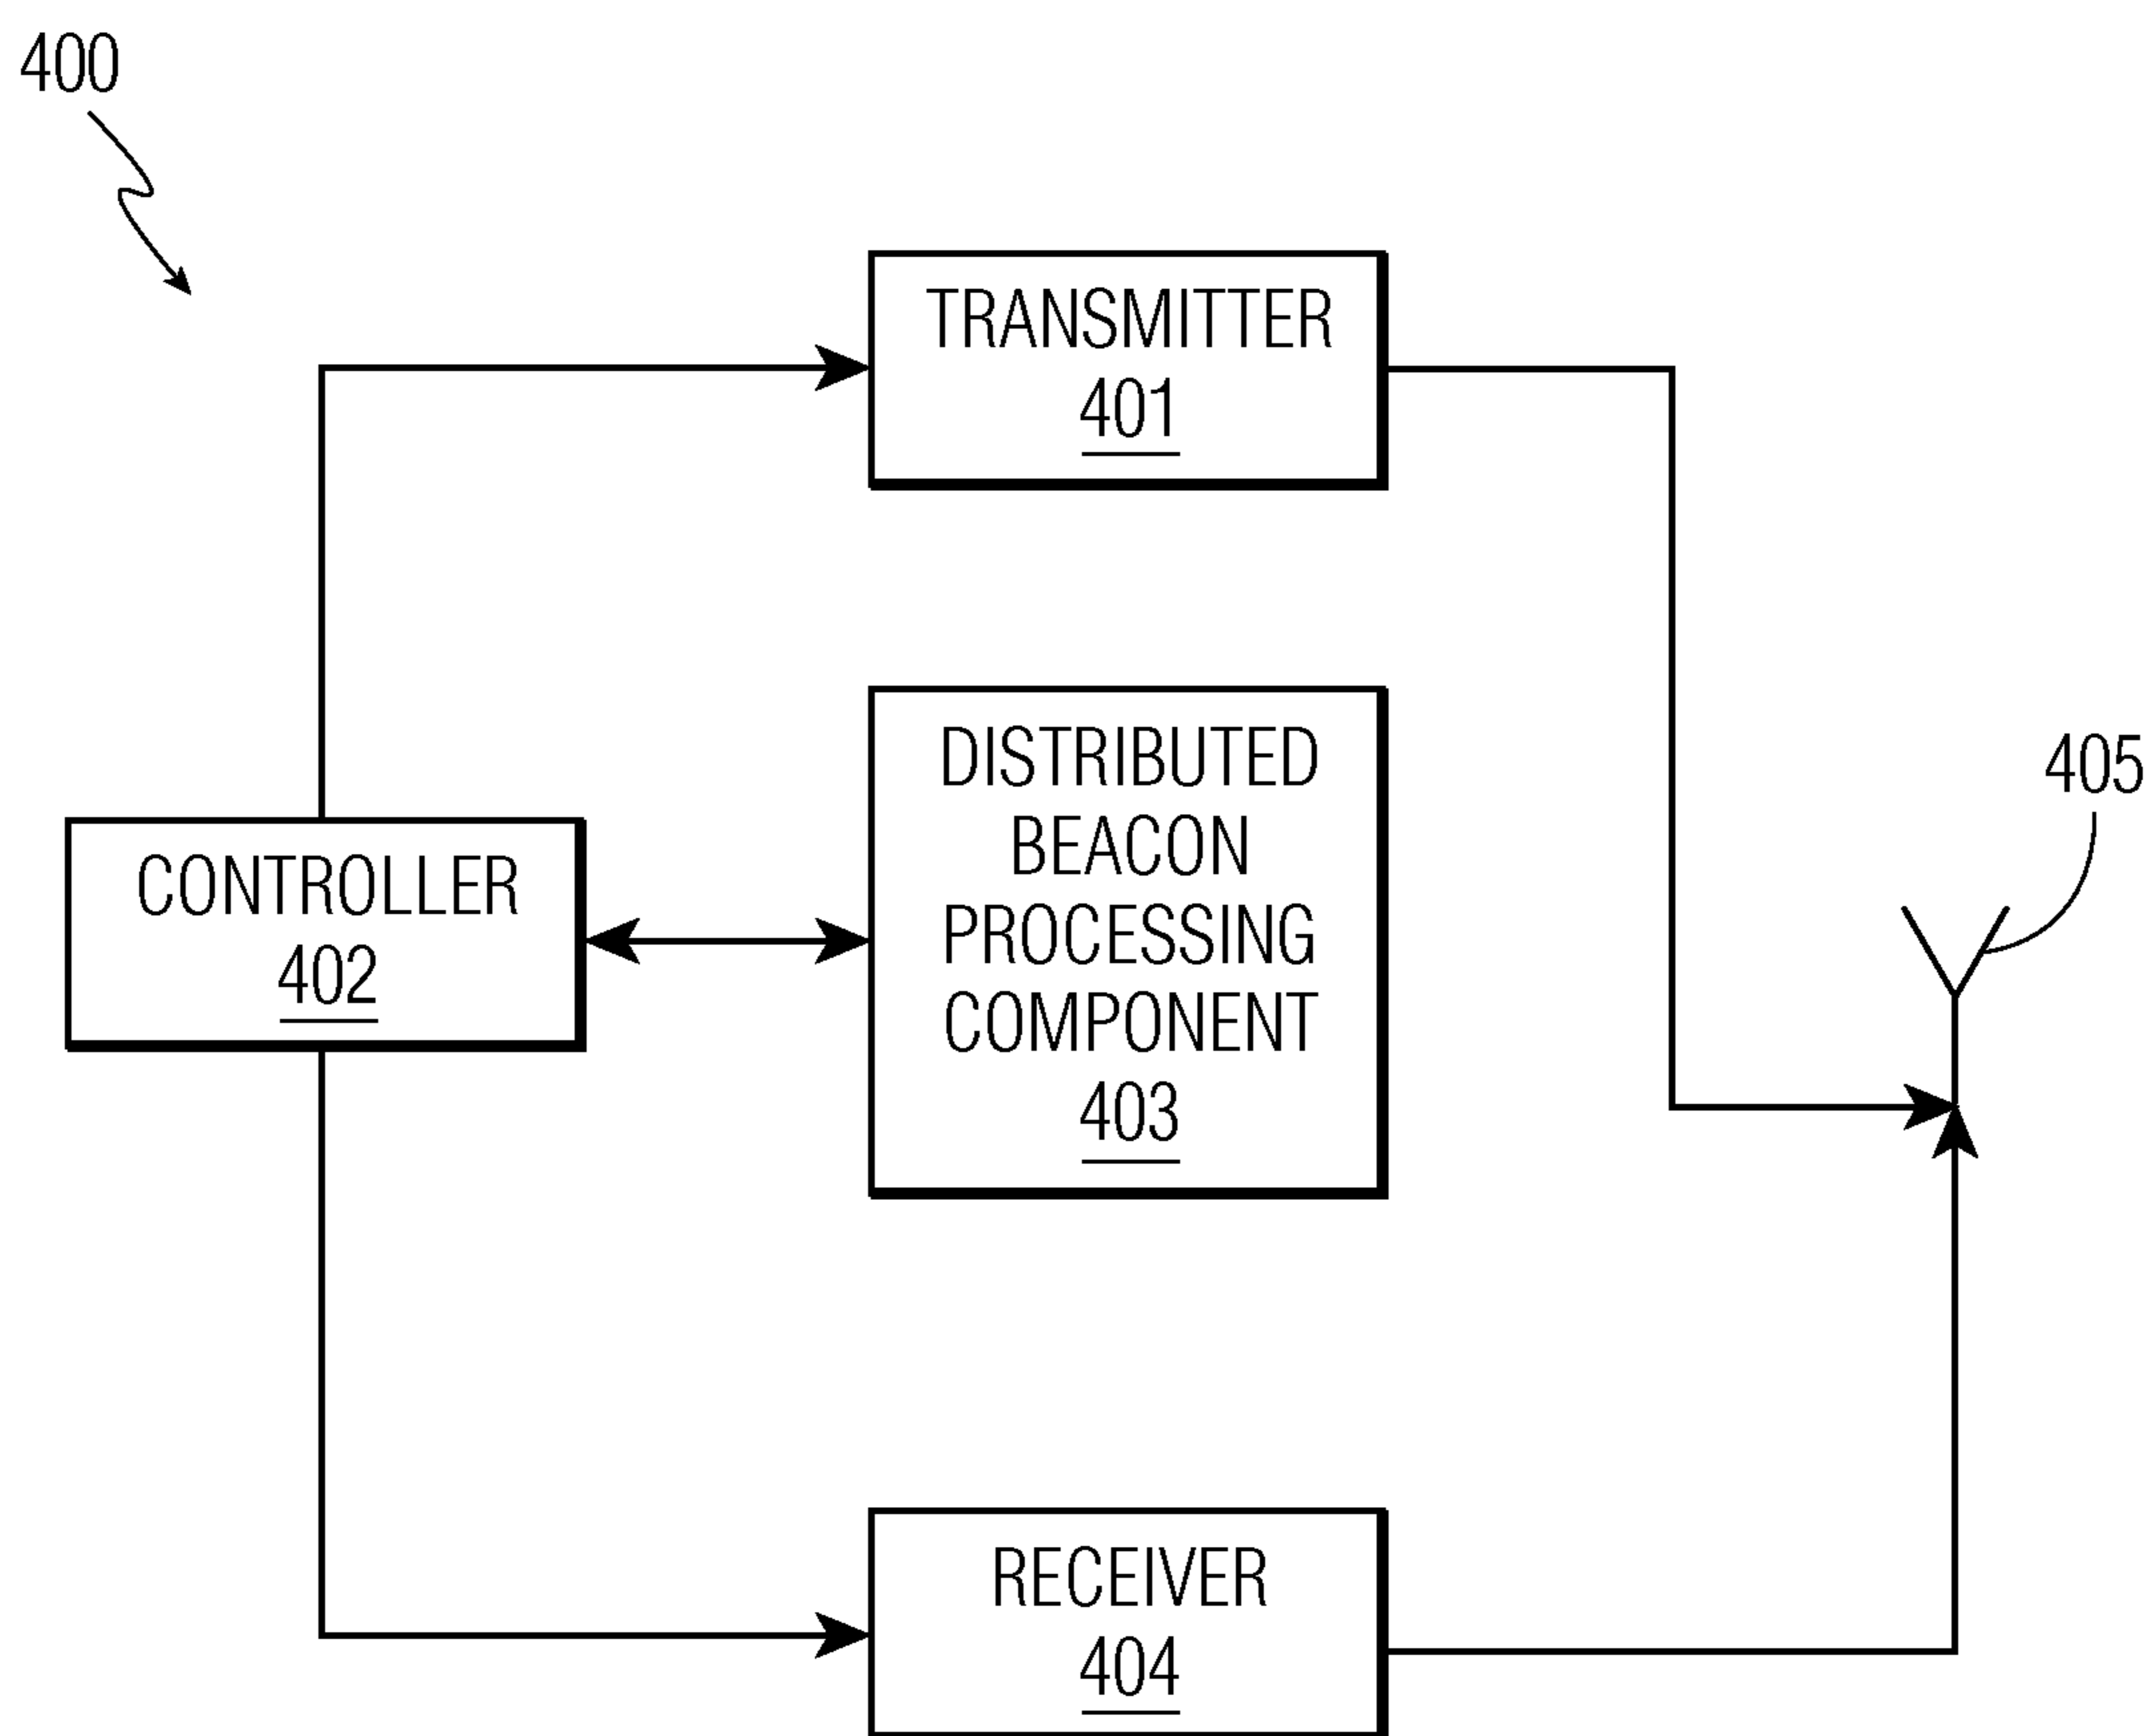 400
TRANSMITTER
401
DISTRIBUTED
BEACON
PROCESSING
COMPONENT
403
CONTROLLER
402
405
RECEIVER
404